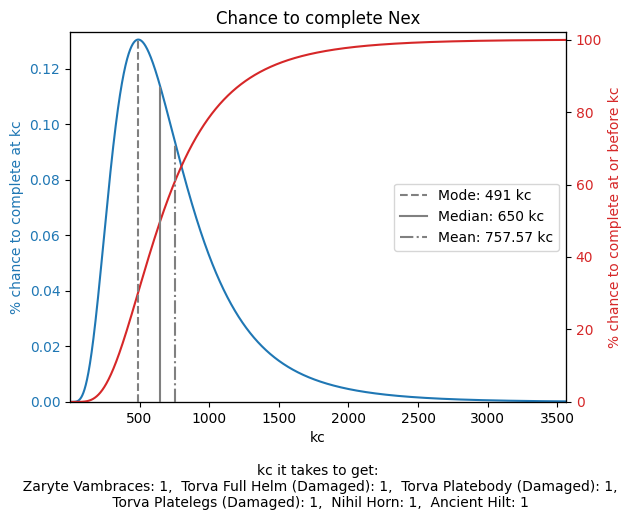 Chance to complete Nex
% chance to complete at kc
0.12
0.10
0.08
0.06
0.04
0.02
0.00
100
80
60
40
20
0
% chance to complete at or before kc
Mode: 491 kc
Median: 650 kc
Mean: 757.57 kc
500 1000 1500 2000 2500 3000 3500
kc
kc it takes to get:
Zaryte Vambraces: 1, Torva Full Helm (Damaged): 1, Torva Platebody (Damaged): 1,
Torva Platelegs (Damaged): 1, Nihil Horn: 1, Ancient Hilt: 1